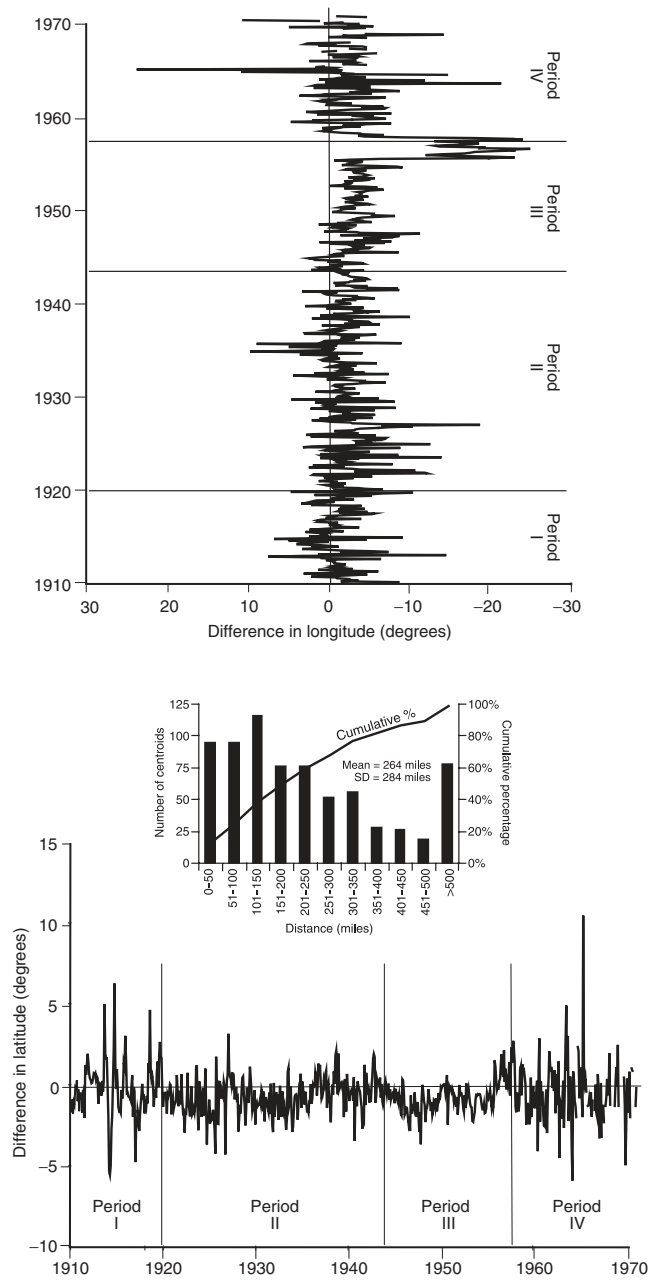 1970
1960
1950
1940
1930
1920
1910
Period
IV
Period
III
Period
II
Period
I
30
20
10
0
−10
−20
−30
Difference in longitude (degrees)
125
100
75
50
25
0
Number of centroids
Cumulative %
Mean = 264 miles
SD = 284 miles
100%
80%
60%
40%
20%
0%
Cumulative percentage
0-50
51-100
101-150
151-200
201-250
251-300
301-350
351-400
401-450
451-500
>500
Distance (miles)
15
10
5
0
−5
−10
Difference in latitude (degrees)
Period
I
Period
II
Period
III
Period
IV
1910
1920
1930
1940
1950
1960
1970